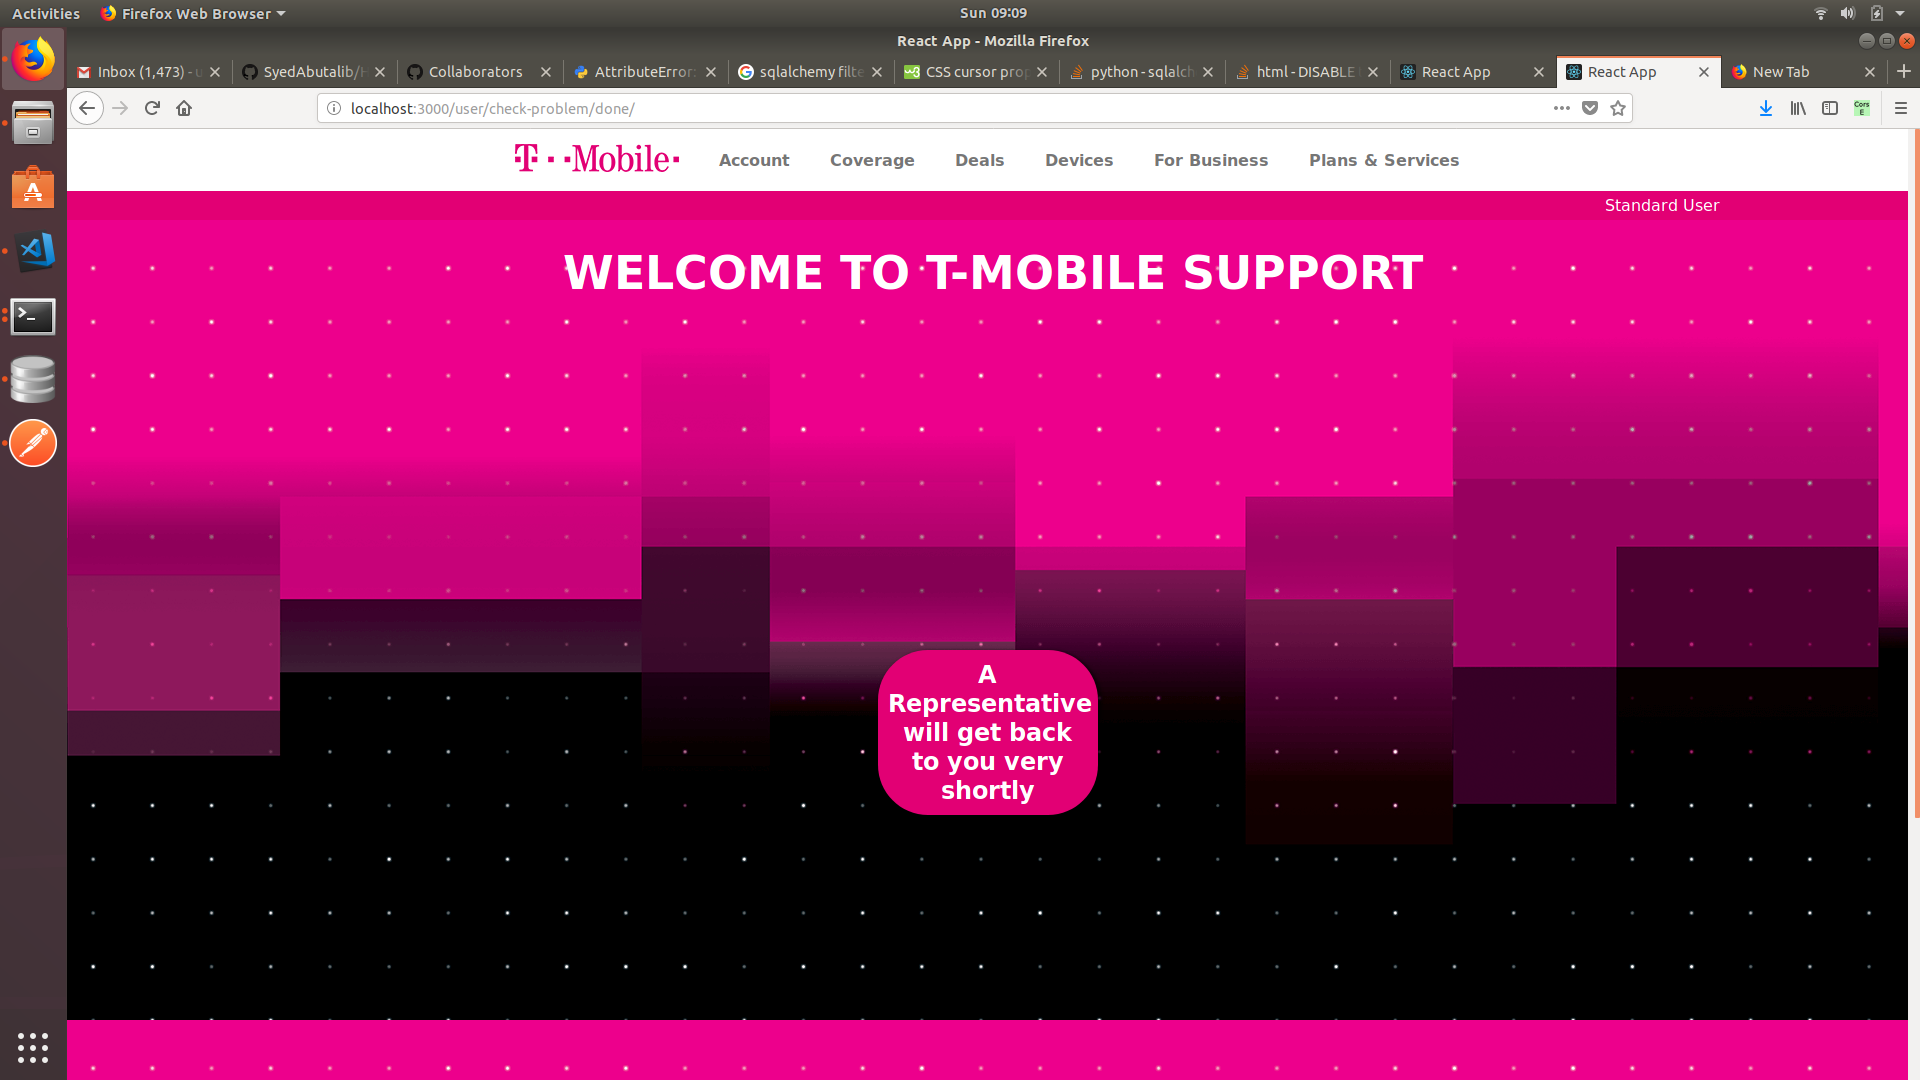 Activities
Firefox Web Browser
Sun 09:09
React App - Mozilla Firefox
Inbox (1,473) - u
SyedAbutalib/H
Collaborators
AttributeError:
sqlalchemy filte
CSS cursor prop
python - sqlalch
html - DISABLE
React App
React App
New Tab
localhost:3000/user/check-problem/done/
Cors E
T Mobile
Account
Coverage
Deals
Devices
For Business
Plans & Services
Standard User
WELCOME TO T-MOBILE SUPPORT
A
Representative
will get back
to you very
shortly